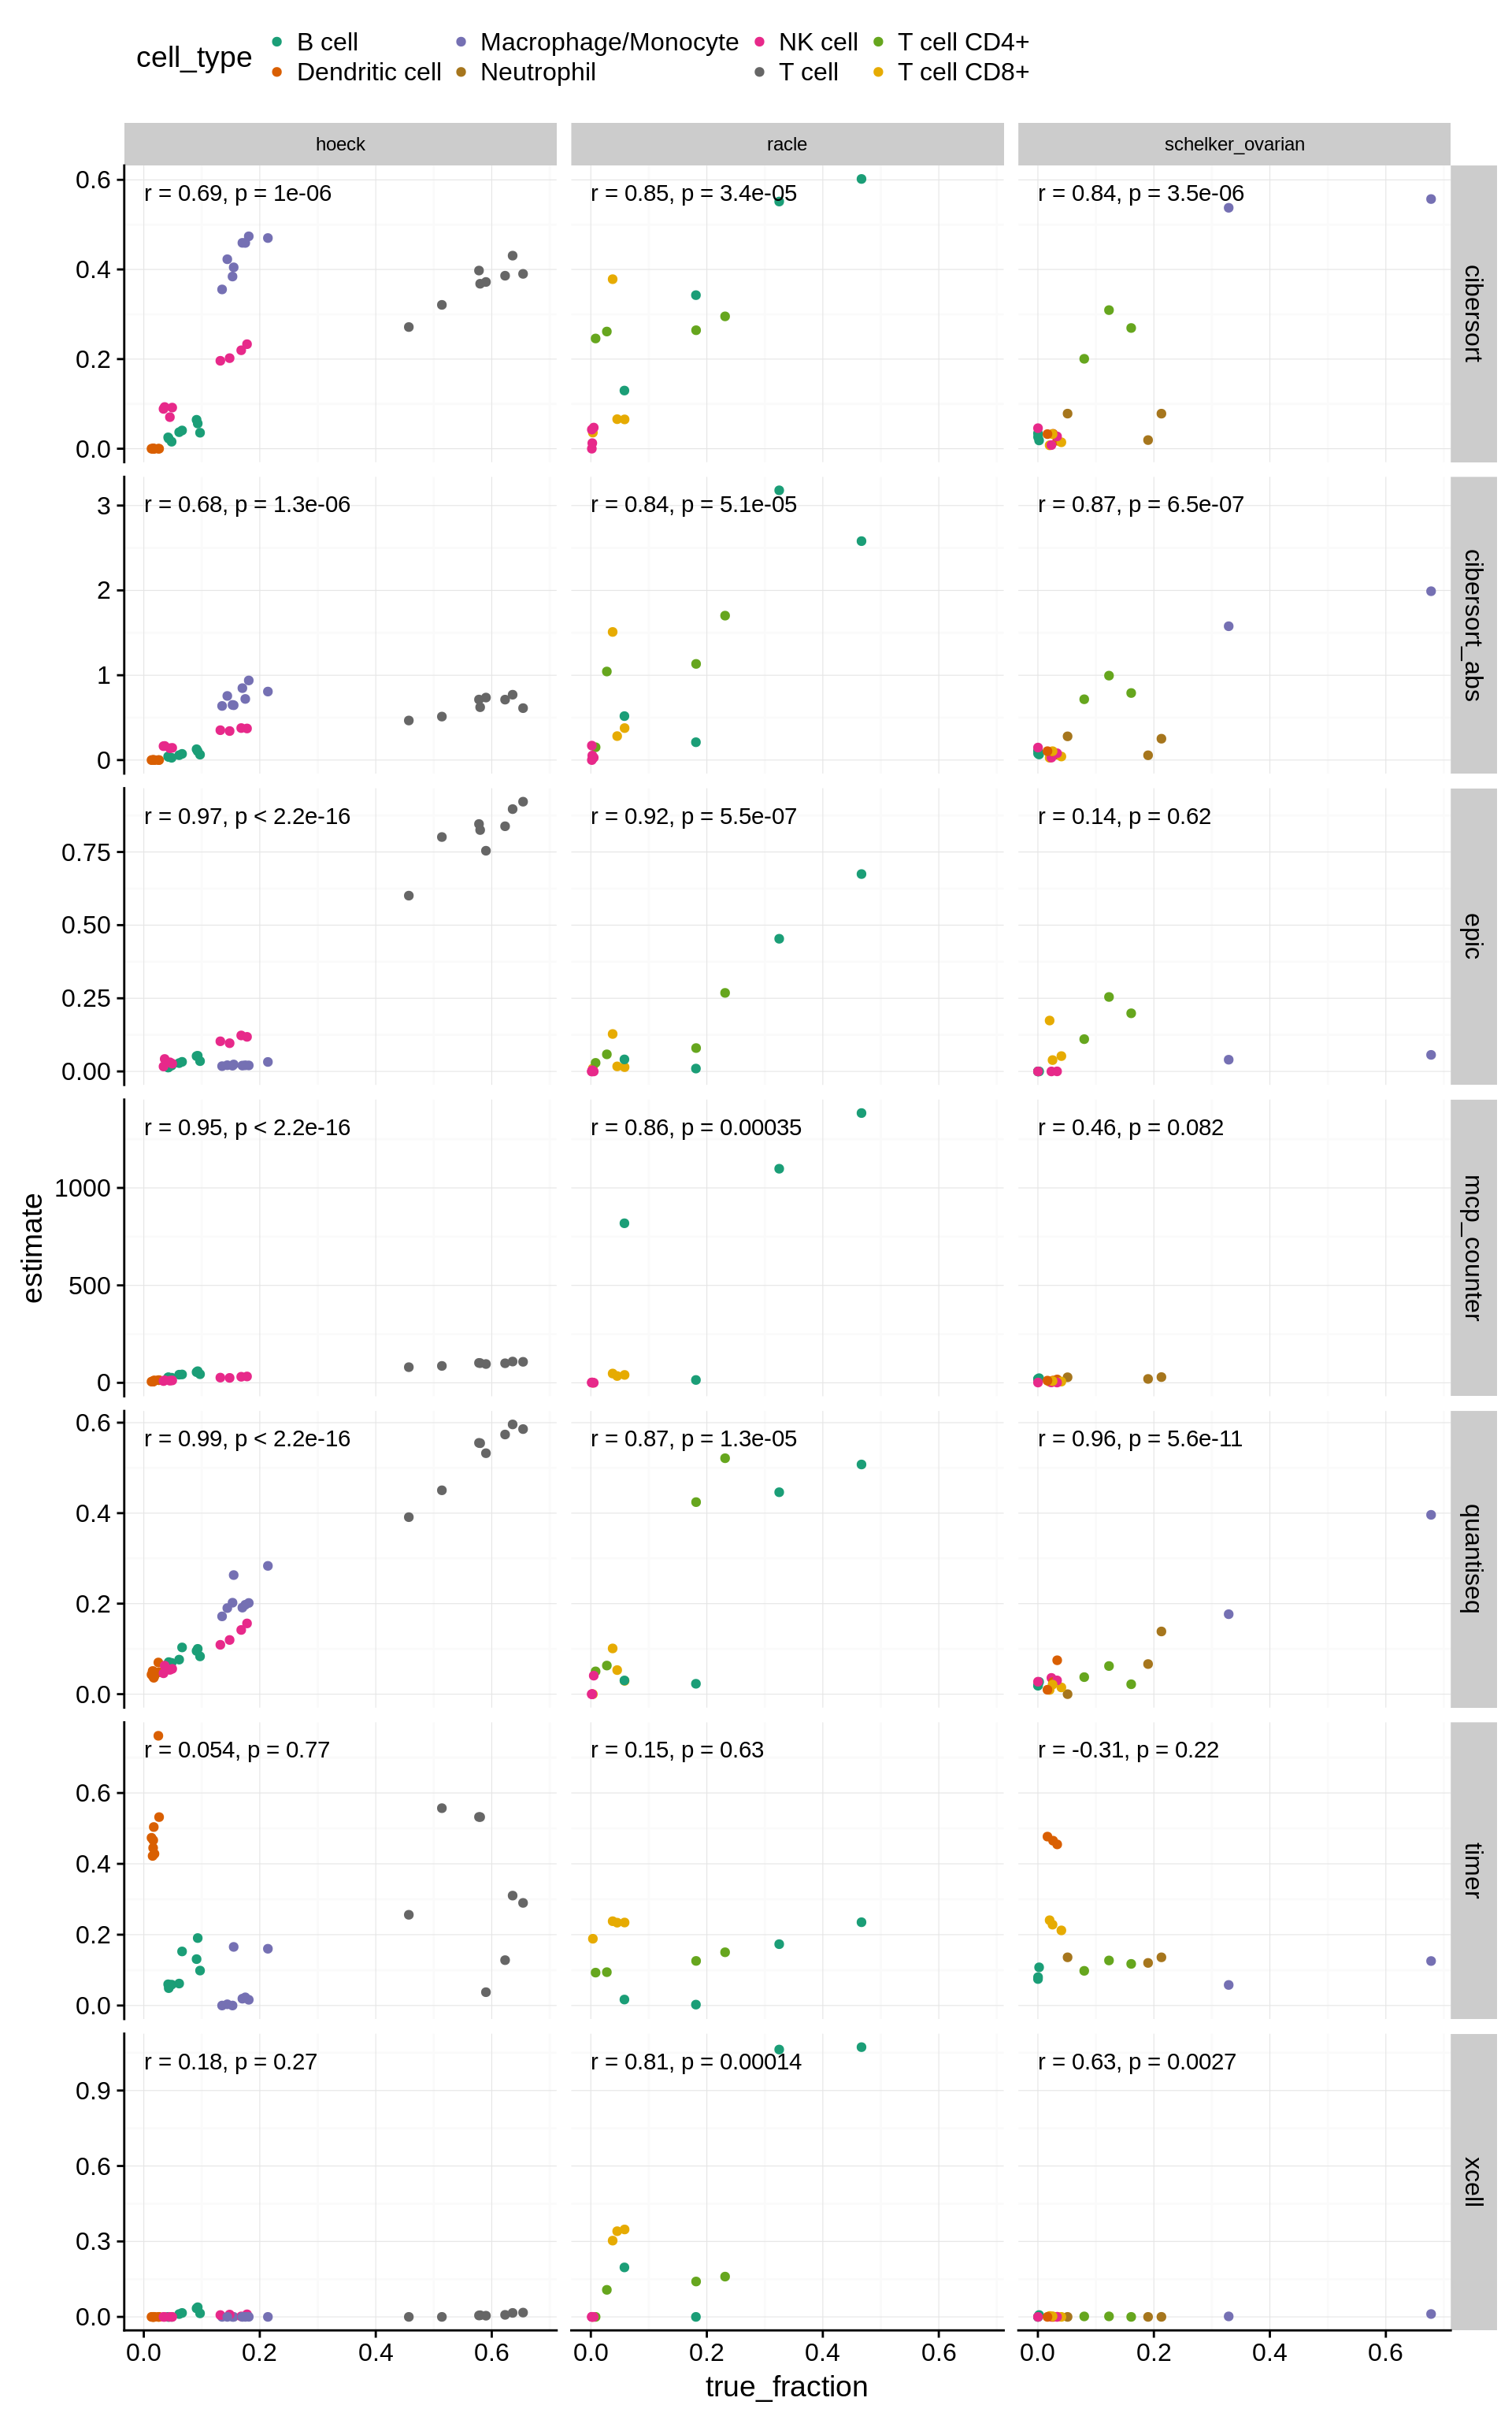 cell_type
B cell
Macrophage/Monocyte
NK cell
T cell CD4+
Dendritic cell
Neutrophil
T cell
T cell CD8+
hoeck
racle
schelker_ovarian
0.6
0.4
0.2
0.0
r = 0.69, p = 1e-06
r = 0.85, p = 3.4e-05
r = 0.84, p = 3.5e-06
cibersort
3
2
1
0
r = 0.68, p = 1.3e-06
r = 0.84, p = 5.1e-05
r = 0.87, p = 6.5e-07
cibersort_abs
0.75
0.50
0.25
0.00
r = 0.97, p < 2.2e-16
r = 0.92, p = 5.5e-07
r = 0.14, p = 0.62
epic
estimate
1000
500
0
r = 0.95, p < 2.2e-16
r = 0.86, p = 0.00035
r = 0.46, p = 0.082
mcp_counter
0.6
0.4
0.2
0.0
r = 0.99, p < 2.2e-16
r = 0.87, p = 1.3e-05
r = 0.96, p = 5.6e-11
quantiseq
0.6
0.4
0.2
0.0
r = 0.054, p = 0.77
r = 0.15, p = 0.63
r = -0.31, p = 0.22
timer
0.9
0.6
0.3
0.0
r = 0.18, p = 0.27
r = 0.81, p = 0.00014
r = 0.63, p = 0.0027
xcell
0.0 0.2 0.4 0.6
0.0 0.2 0.4 0.6
0.0 0.2 0.4 0.6
true_fraction